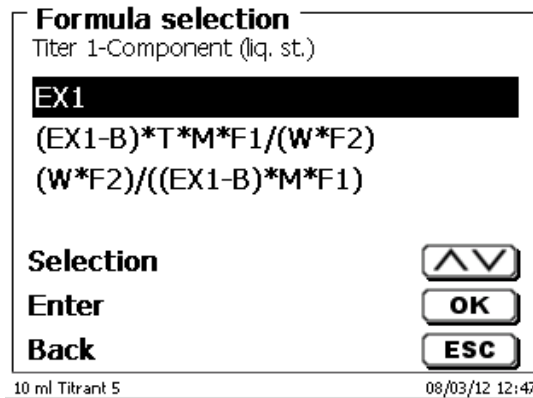 Formula selection
Titer 1-Component (liq. st.)
EX1
(EX1-B)*T*M*F1/(W*F2)
(W*F2)/((EX1-B)*M*F1)
Selection
Enter OK
Back ESC
10 ml Titrant 5 08/03/12 12:47